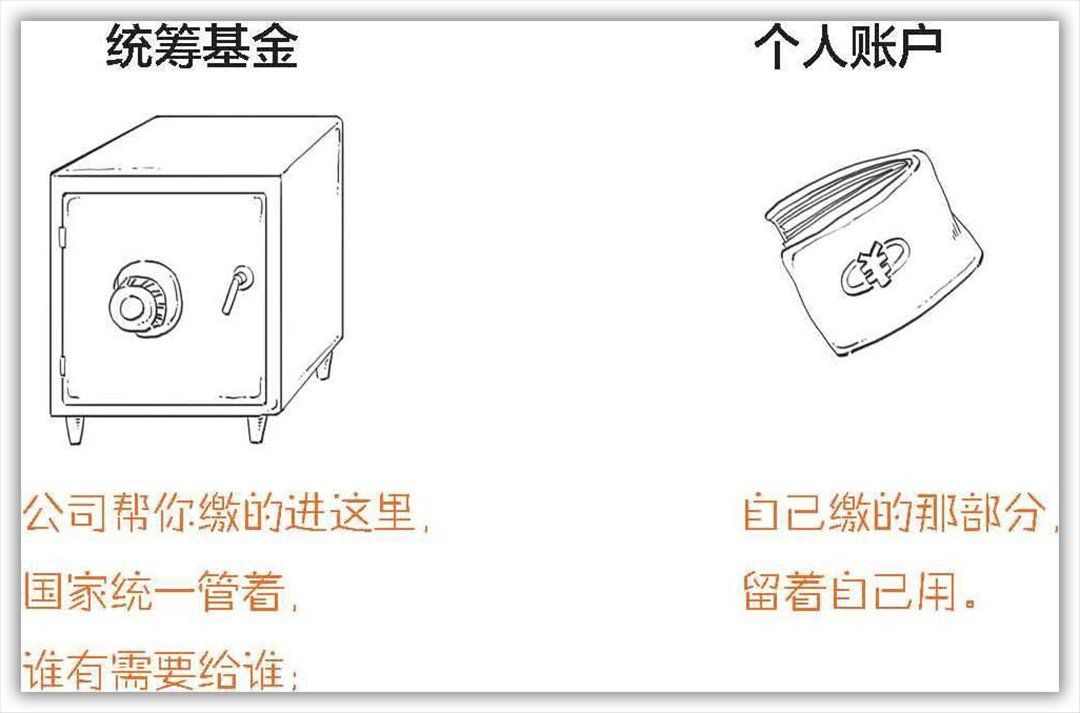 统筹基金
个人账户
¥
公司帮你缴的进这里,
国家统一管着,
谁有需要给谁;
自己缴的那部分,
留着自己用。